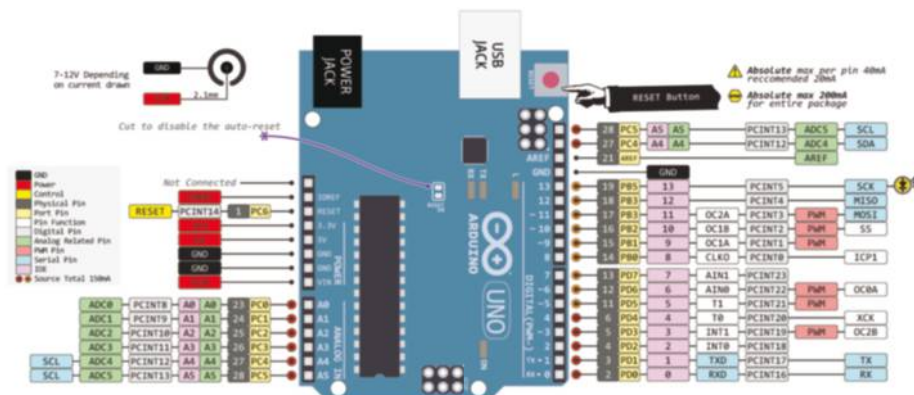 POWER JACK
USB JACK
7-12V Depending
on current drawn
GND
2.1mm
RESET
RESET Button
Absolute max per pin 40mA
reccomended 20mA
Absolute max 200mA
for entire package
Cut to disable the auto-reset
Not Connected
GND
Power
Control
Physical Pin
Port Pin
Pin Function
Digital Pin
Analog Related Pin
PWM Pin
Serial Pin
IDE
Source Total 150mA
IOREF
RESET PCINT14 1 PC6 RESET
3.3V
5V
GND GND
GND GND
VIN
POWER
ADC0 PCINT8 A0 A0 23 PC0 A0
ADC1 PCINT9 A1 A1 24 PC1 A1
ADC2 PCINT10 A2 A2 25 PC2 A2
ADC3 PCINT11 A3 A3 26 PC3 A3
SCL ADC4 PCINT12 A4 A4 27 PC4 A4
SCL ADC5 PCINT13 A5 A5 28 PC5 A5
ANALOG IN
ARDUINO
UNO
RX TX
L
ON
DIGITAL (PWM~)
28 PC5 A5 A5 PCINT13 ADC5 SCL
27 PC4 A4 A4 PCINT12 ADC4 SDA
AREF 21 AREF AREF
GND GND
13 19 PB5 13 PCINT5 SCK
12 18 PB3 12 PCINT4 MISO
~11 17 PB3 11 OC2A PCINT3 PWM MOSI
~10 16 PB2 10 OC1B PCINT2 PWM SS
~9 15 PB1 9 OC1A PCINT1 PWM
8 14 PB0 8 CLKO PCINT0 ICP1
7 13 PD7 7 AIN1 PCINT23
~6 12 PD6 6 AIN0 PCINT22 PWM OC0A
~5 11 PD5 5 T1 PCINT21 PWM
4 6 PD4 4 T0 PCINT20 XCK
~3 5 PD3 3 INT1 PCINT19 PWM OC2B
2 4 PD2 2 INT0 PCINT18
TX 1 3 PD1 1 TXD PCINT17 TX
RX 0 2 PD0 0 RXD PCINT16 RX